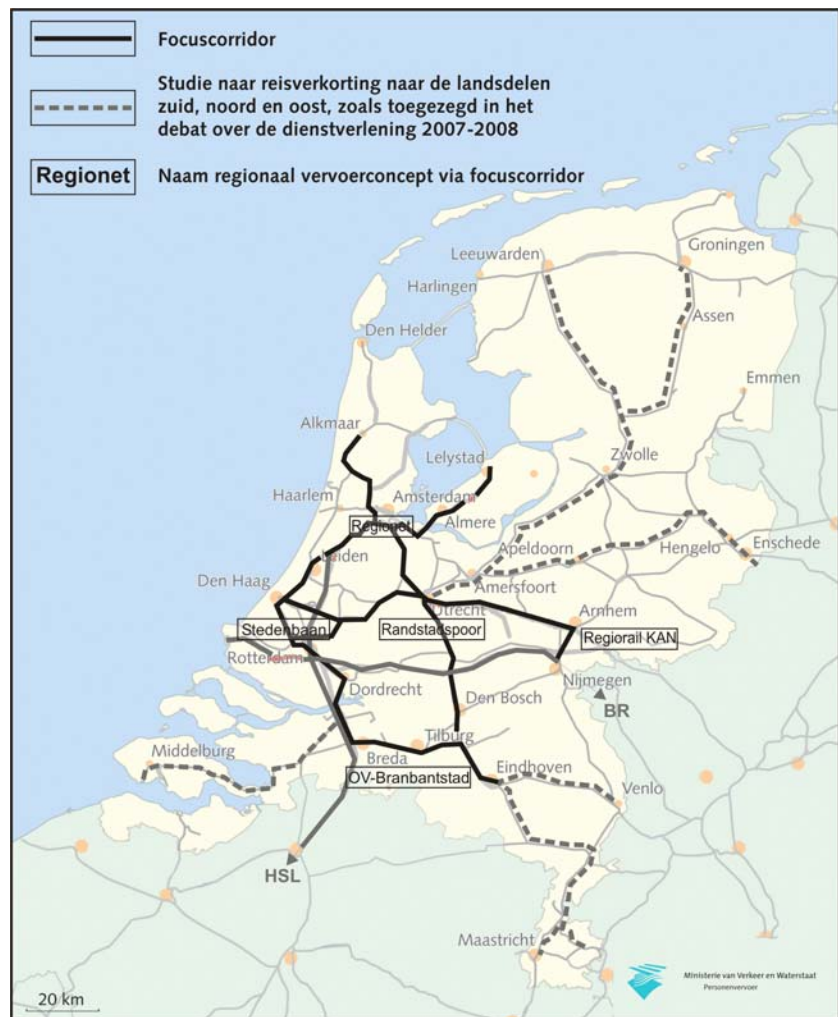 Focuscorridor
Studie naar reisverkorting naar de landsdelen
zuid, noord en oost, zoals toegezegd in het
debat over de dienstverlening 2007-2008
Regionet
Naam regionaal vervoerconcept via focuscorridor
Leeuwarden
Groningen
Harlingen
Assen
Den Helder
Emmen
Alkmaar
Lelystad
Zwolle
Haarlem
Amsterdam
Almere
Regionet
Apeldoorn
Hengelo
Enschede
Leiden
Amersfoort
Den Haag
Utrecht
Arnhem
Stedenbaan
Randstadspoor
Regiorail KAN
Rotterdam
Nijmegen
Dordrecht
Den Bosch
BR
Middelburg
Tilburg
Breda
Eindhoven
OV-Branbantstad
Venlo
HSL
Maastricht
Ministerie van Verkeer en Waterstaat
Personenvervoer
20 km